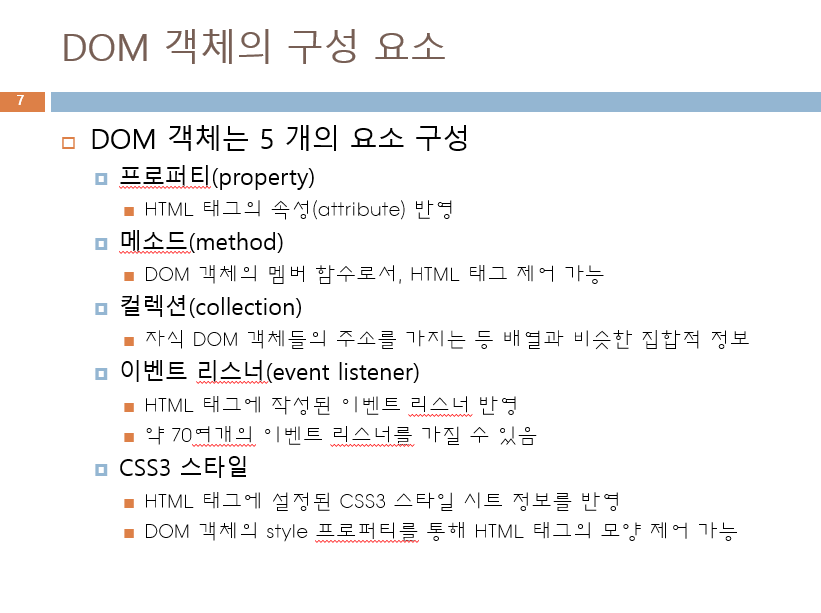 DOM 객체의 구성 요소
7
DOM 객체는 5 개의 요소 구성
프로퍼티(property)
HTML 태그의 속성(attribute) 반영
메소드(method)
DOM 객체의 멤버 함수로서, HTML 태그 제어 가능
컬렉션(collection)
자식 DOM 객체들의 주소를 가지는 등 배열과 비슷한 집합적 정보
이벤트 리스너(event listener)
HTML 태그에 작성된 이벤트 리스너 반영
약 70여개의 이벤트 리스너를 가질 수 있음
CSS3 스타일
HTML 태그에 설정된 CSS3 스타일 시트 정보를 반영
DOM 객체의 style 프로퍼티를 통해 HTML 태그의 모양 제어 가능